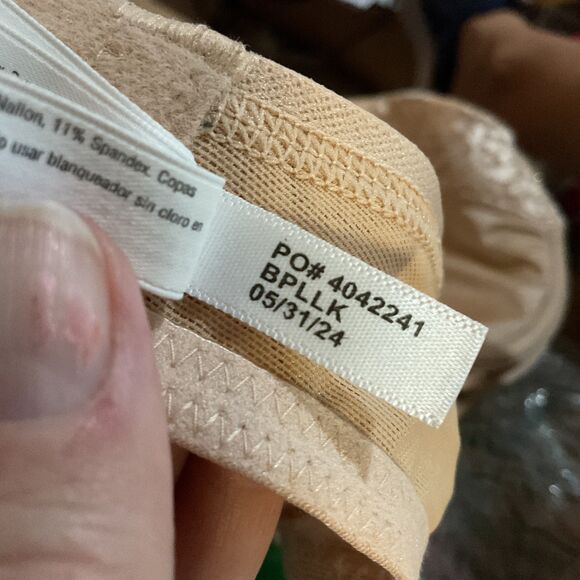 Nailon, 11% Spandex. Copas
usar blanqueador sin cloro en
PO# 4042241
BPLLK
05/31/24